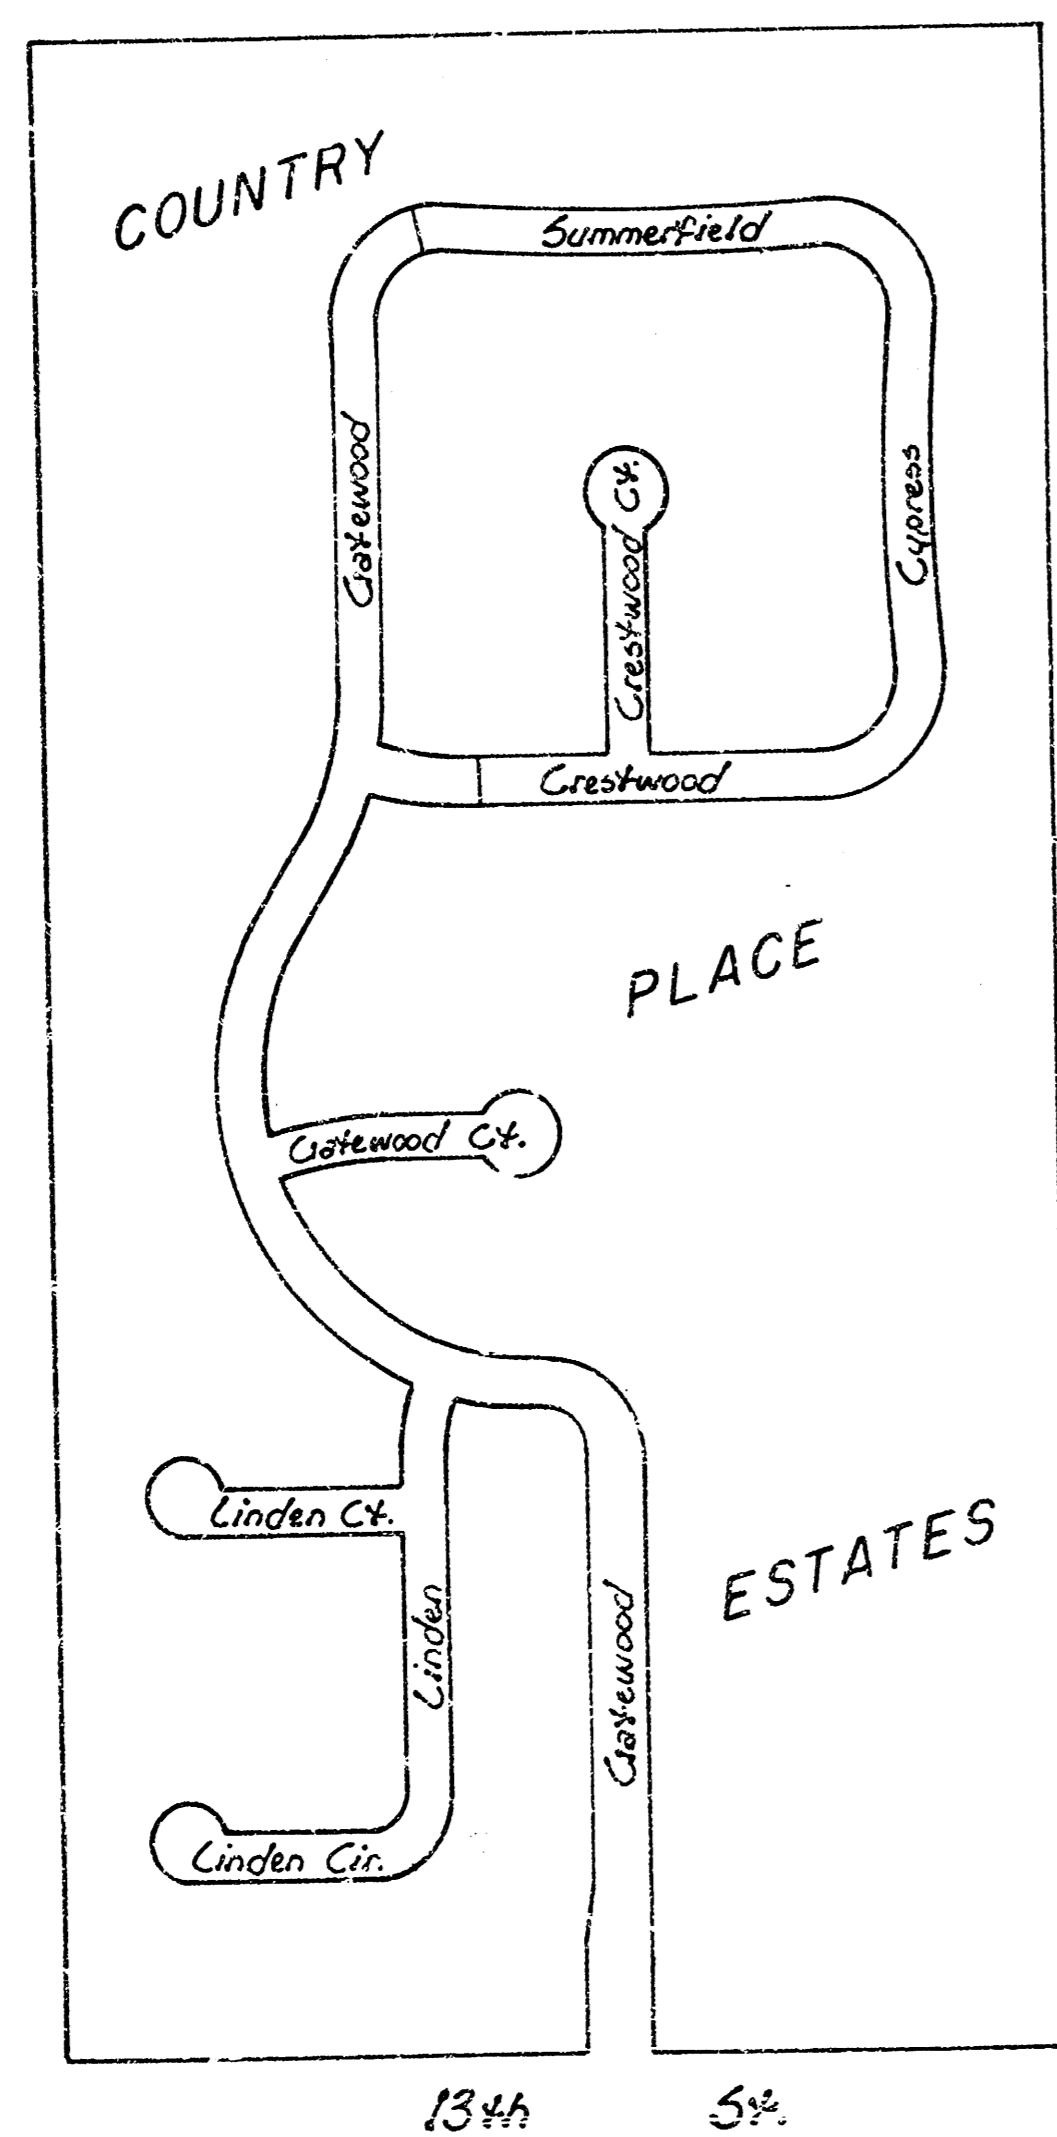 COUNTRY
Summerfield
Gatewood
Crestwood Ct.
Cypress
Crestwood
PLACE
Gatewood Ct.
Linden Ct.
ESTATES
Linden
Gatewood
Linden Cir.
13th St.